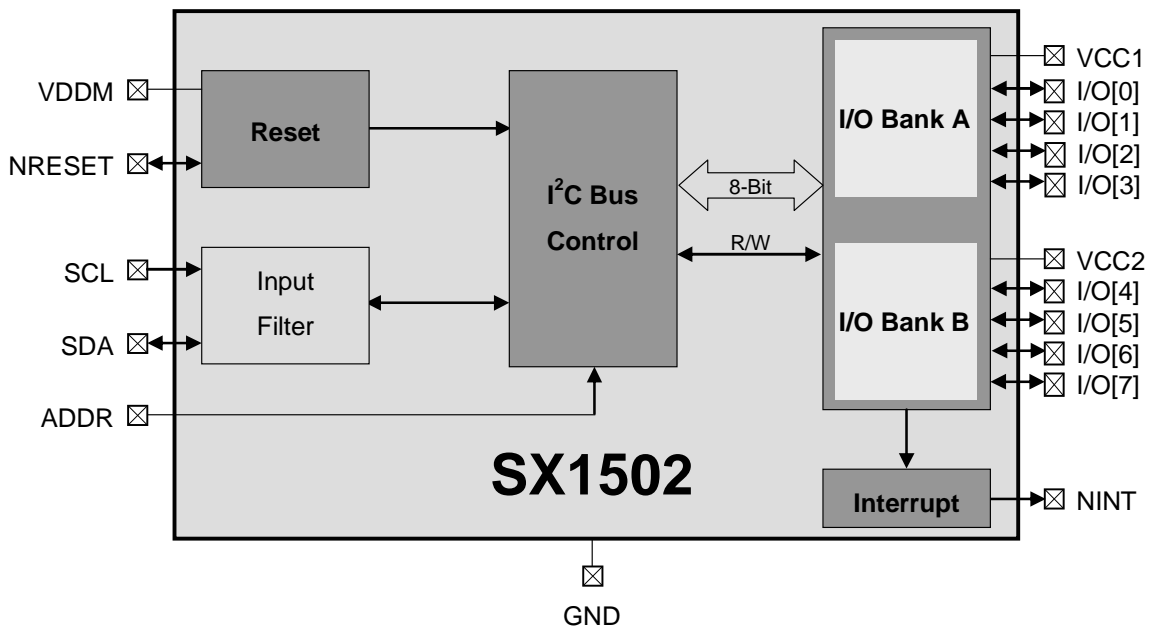 VDDM
NRESET
SCL
SDA
ADDR
Reset
Input
Filter
I²C Bus
Control
8-Bit
R/W
I/O Bank A
I/O Bank B
VCC1
I/O[0]
I/O[1]
I/O[2]
I/O[3]
VCC2
I/O[4]
I/O[5]
I/O[6]
I/O[7]
SX1502
Interrupt
NINT
GND